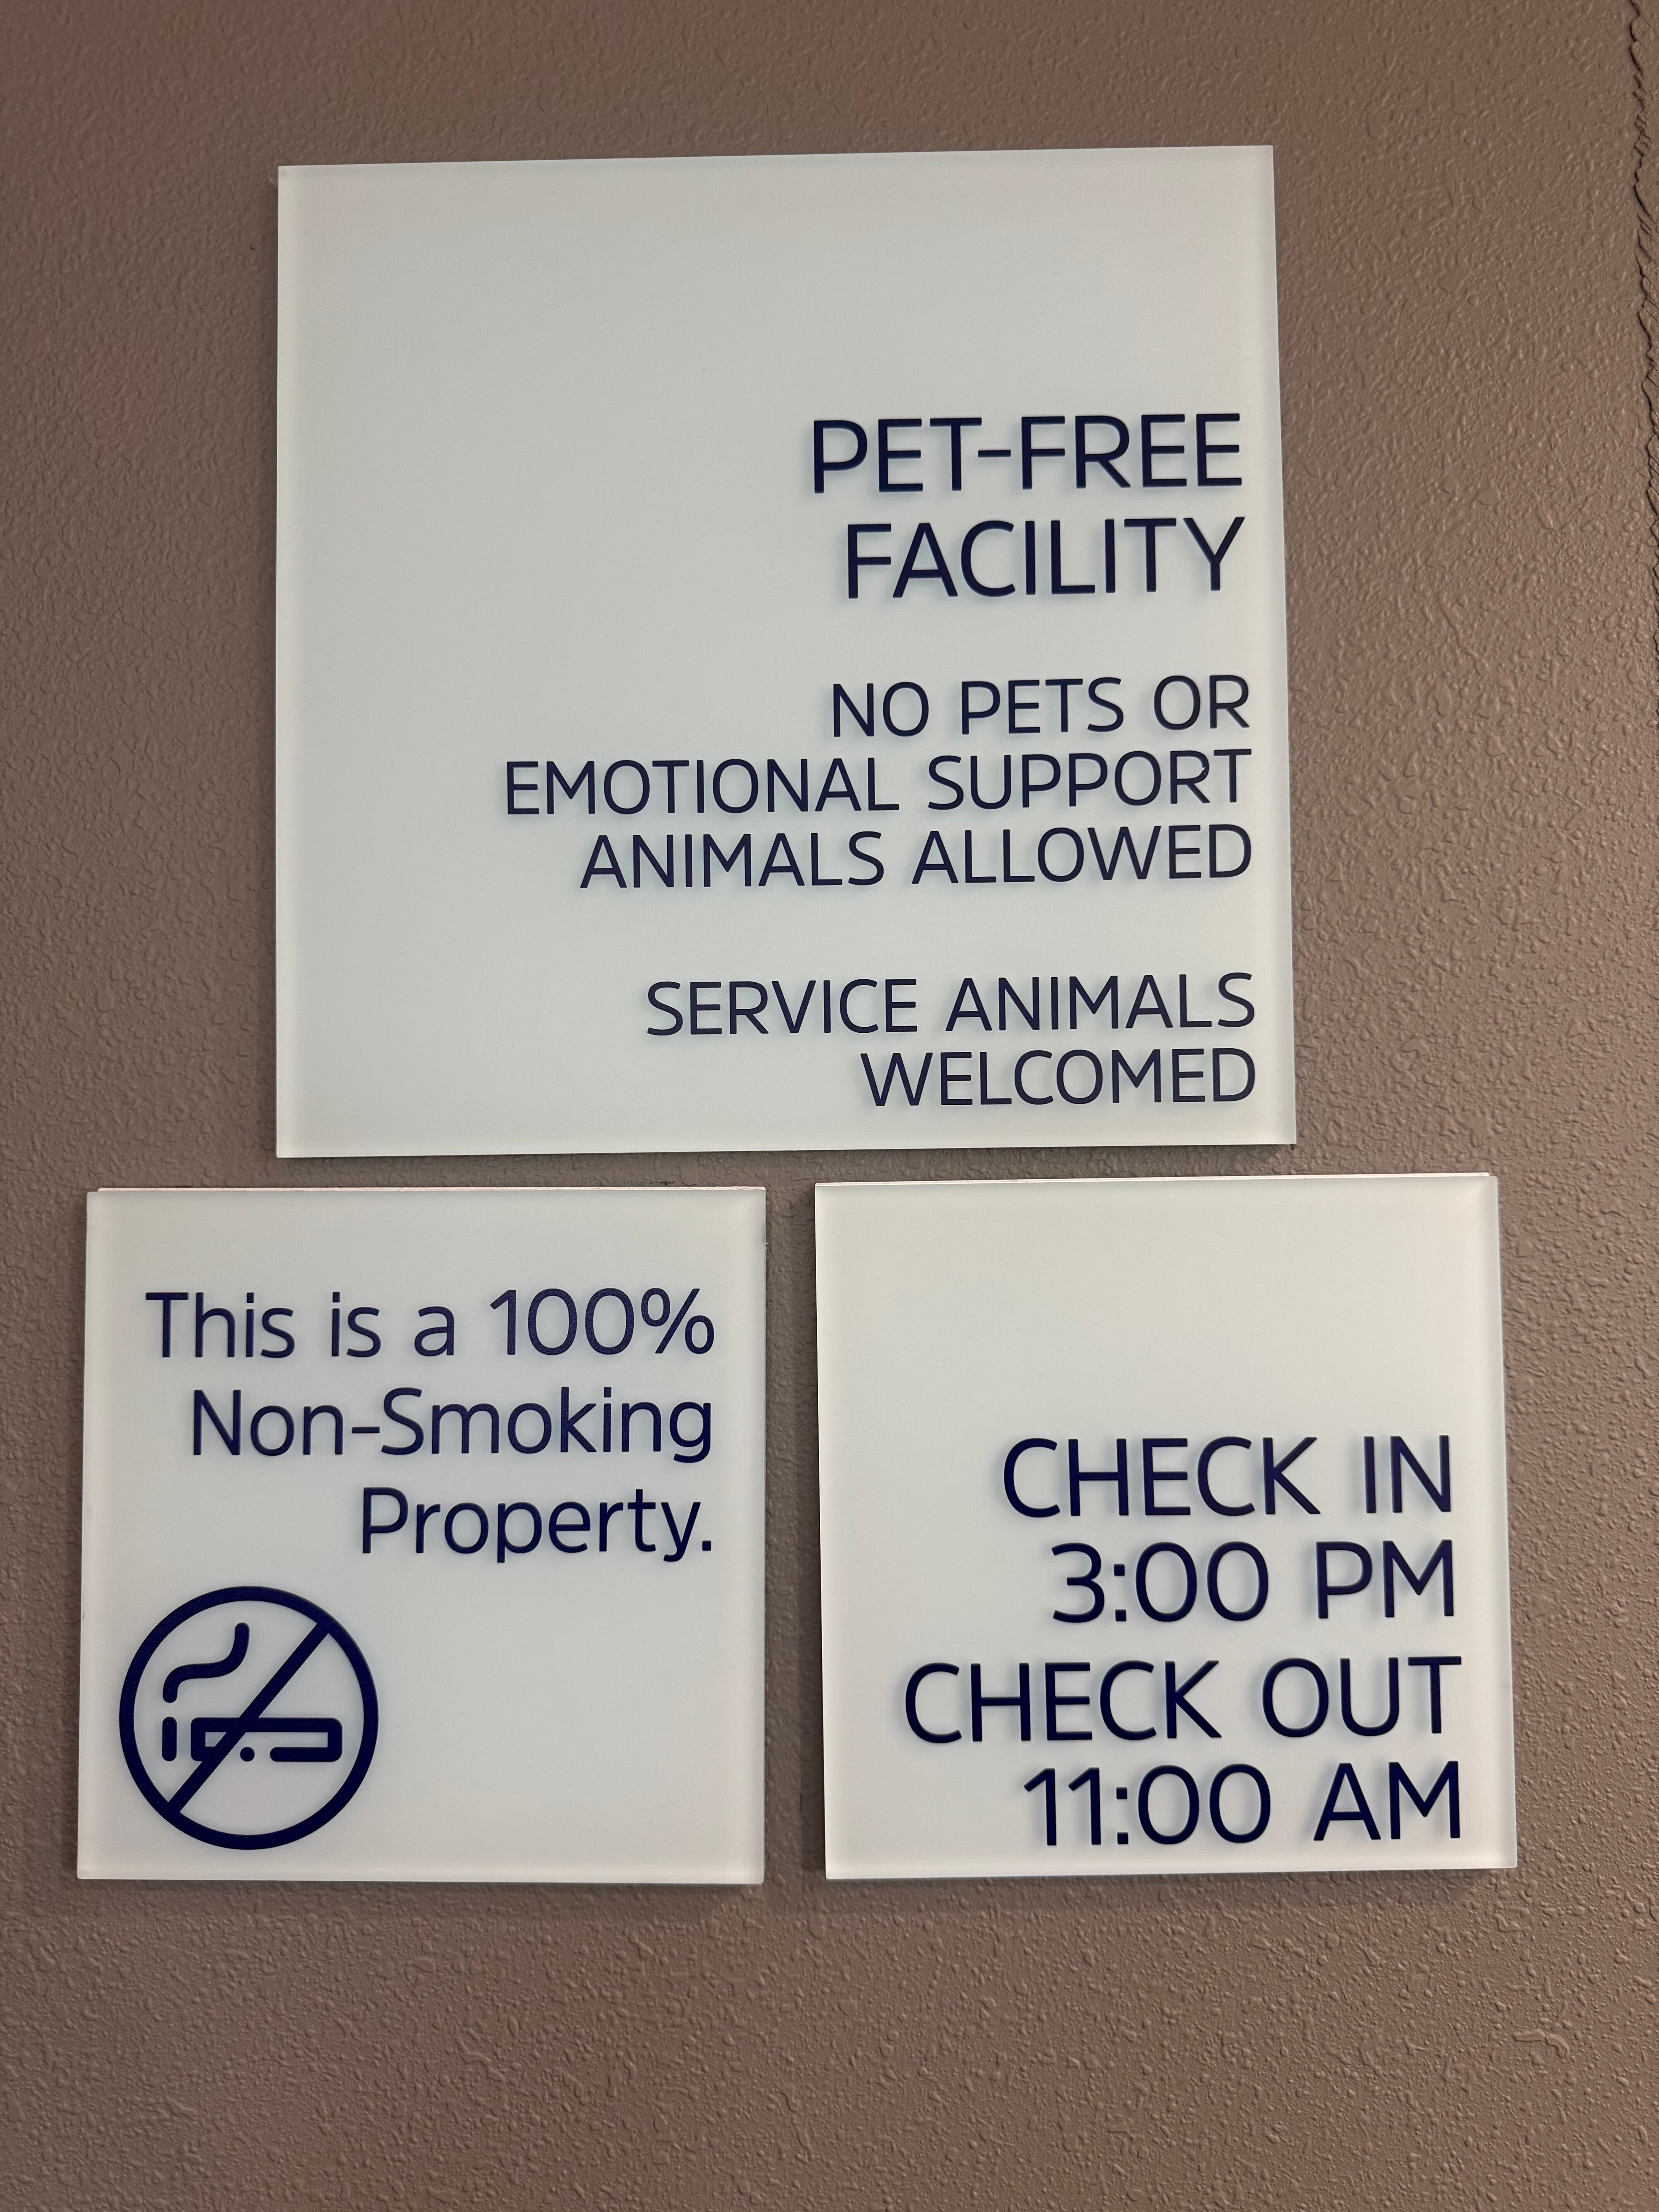 PET-FREE
FACILITY
NO PETS OR
EMOTIONAL SUPPORT
ANIMALS ALLOWED
SERVICE ANIMALS
WELCOMED
This is a 100%
Non-Smoking
Property.
CHECK IN
3:00 PM
CHECK OUT
11:00 AM